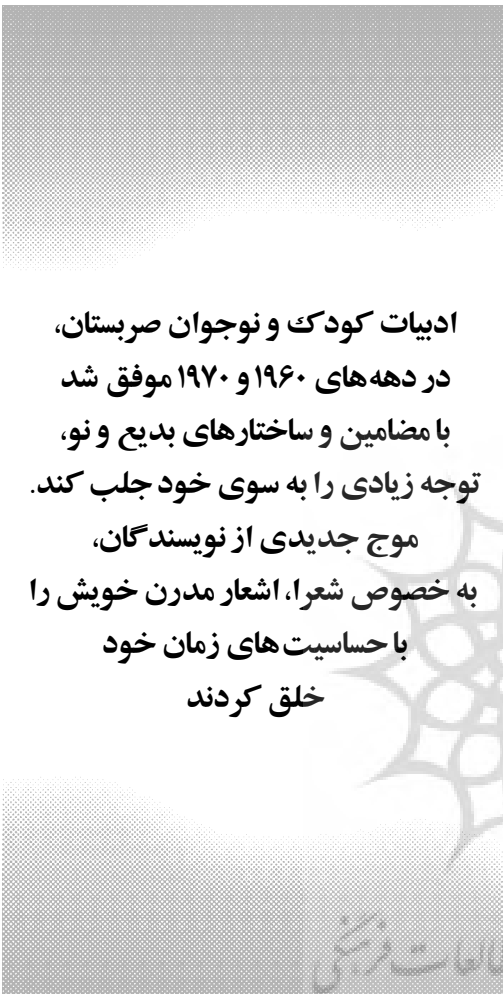 ادبیات کودک و نوجوان صربستان،
در دهه‌های ۱۹۶۰ و ۱۹۷۰ موفق شد
با مضامین و ساختارهای بدیع و نو،
توجه زیادی را به سوی خود جلب کند.
موج جدیدی از نویسندگان،
به خصوص شعرا، اشعار مدرن خویش را
با حساسیت‌های زمان خود
خلق کردند
فرهنگی